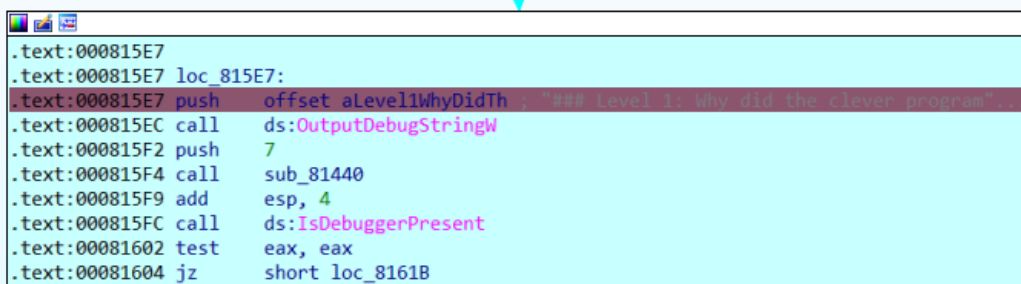 .text:000815E7
.text:000815E7 loc_815E7:
.text:000815E7 push    offset aLevel1WhyDidTh ; "### Level 1: Why did the clever program"...
.text:000815EC call    ds:OutputDebugStringW
.text:000815F2 push    7
.text:000815F4 call    sub_81440
.text:000815F9 add     esp, 4
.text:000815FC call    ds:IsDebuggerPresent
.text:00081602 test    eax, eax
.text:00081604 jz      short loc_8161B